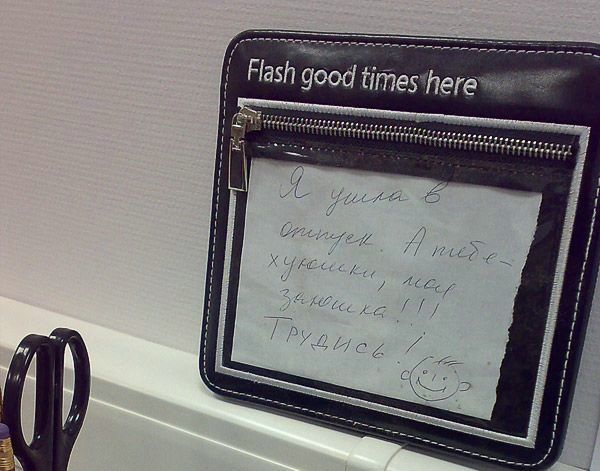 Flash good times here
Я ушла в
отпуск. А тебе-
хуюшки, моя
заюшка!!!
Трудись!